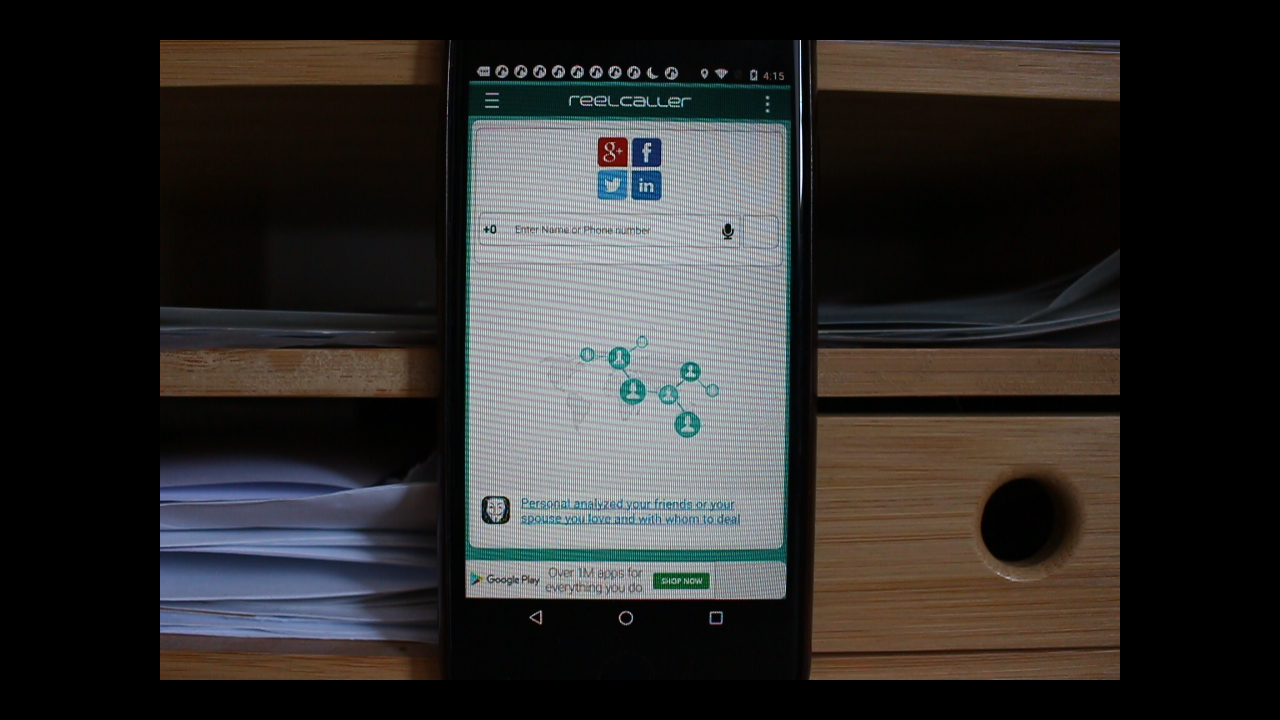 4:15
reelcaller
g+
f
in
+0 Enter Name or Phone number
Personal analyzed your friends or your
spouse you love and with whom to deal
Google Play
Over 1M apps for
everything you do
SHOP NOW